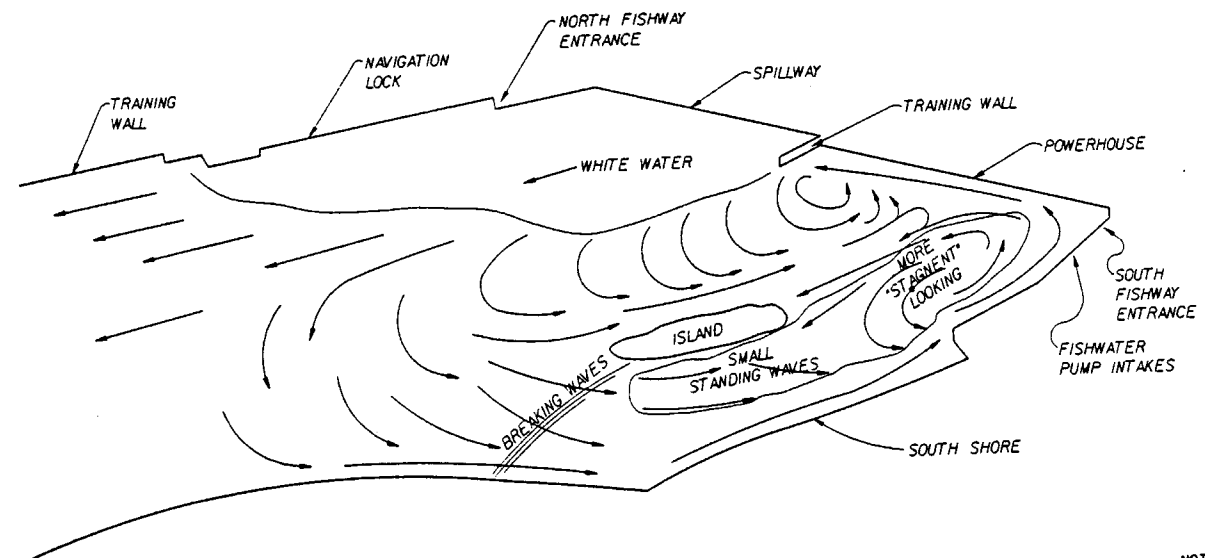 NORTH FISHWAY
ENTRANCE
NAVIGATION
LOCK
SPILLWAY
TRAINING
WALL
TRAINING WALL
POWERHOUSE
WHITE WATER
MORE
"STAGNENT"
LOOKING
SOUTH
FISHWAY
ENTRANCE
ISLAND
FISHWATER
PUMP INTAKES
SMALL
STANDING WAVES
BREAKING WAVES
SOUTH SHORE